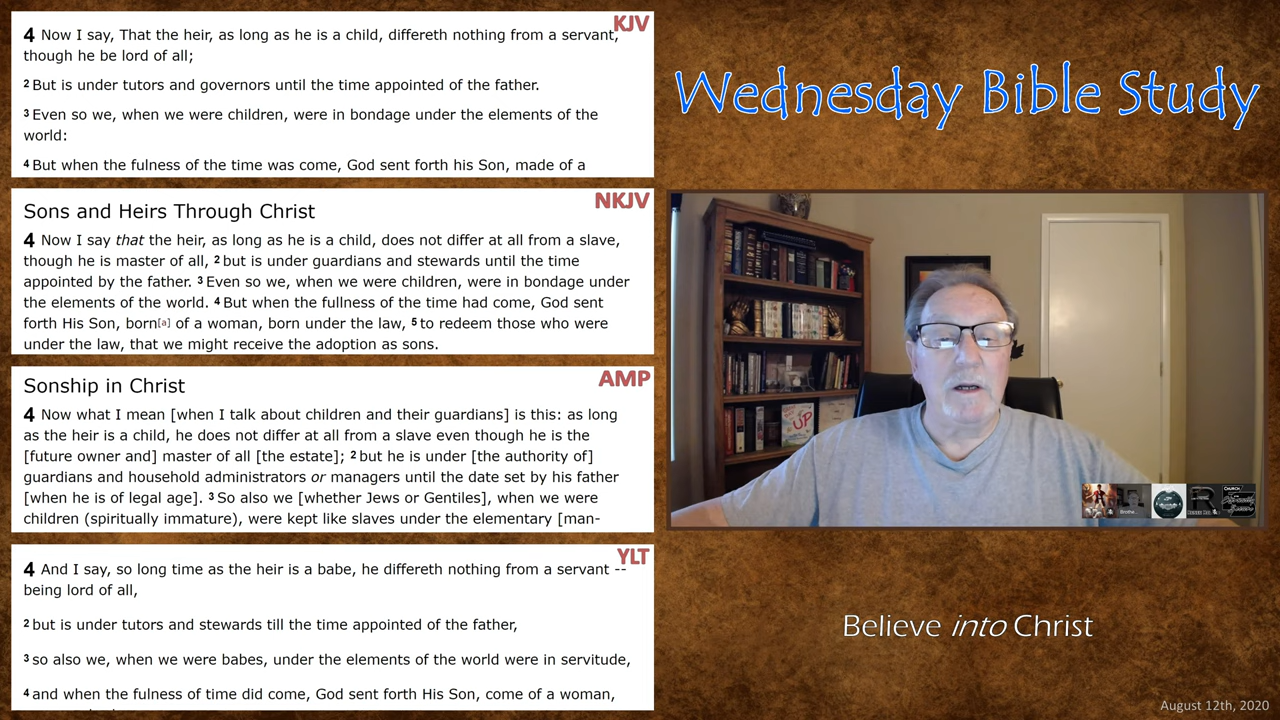 KJV
4 Now I say, That the heir, as long as he is a child, differeth nothing from a servant,
though he be lord of all;
2 But is under tutors and governors until the time appointed of the father.
3 Even so we, when we were children, were in bondage under the elements of the
world:
4 But when the fulness of the time was come, God sent forth his Son, made of a
NKJV
Sons and Heirs Through Christ
4 Now I say that the heir, as long as he is a child, does not differ at all from a slave,
though he is master of all, 2 but is under guardians and stewards until the time
appointed by the father. 3 Even so we, when we were children, were in bondage under
the elements of the world. 4 But when the fullness of the time had come, God sent
forth His Son, born[a] of a woman, born under the law, 5 to redeem those who were
under the law, that we might receive the adoption as sons.
AMP
Sonship in Christ
4 Now what I mean [when I talk about children and their guardians] is this: as long
as the heir is a child, he does not differ at all from a slave even though he is the
[future owner and] master of all [the estate]; 2 but he is under [the authority of]
guardians and household administrators or managers until the date set by his father
[when he is of legal age]. 3 So also we [whether Jews or Gentiles], when we were
children (spiritually immature), were kept like slaves under the elementary [man-
YLT
4 And I say, so long time as the heir is a babe, he differeth nothing from a servant --
being lord of all,
2 but is under tutors and stewards till the time appointed of the father,
3 so also we, when we were babes, under the elements of the world were in servitude,
4 and when the fulness of time did come, God sent forth His Son, come of a woman,
Wednesday Bible Study
UP
Brothe...
Church
Believe into Christ
August 12th, 2020